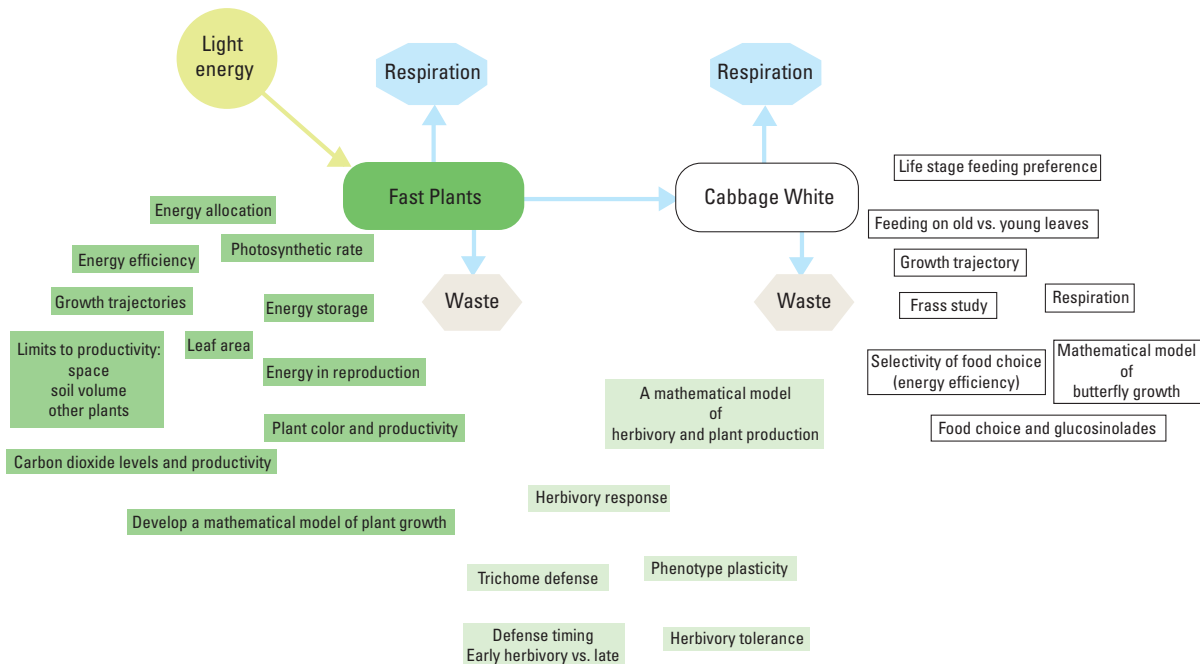 Light
energy
Respiration
Respiration
Fast Plants
Cabbage White
Waste
Waste
Energy allocation
Photosynthetic rate
Energy efficiency
Growth trajectories
Energy storage
Leaf area
Limits to productivity:
space
soil volume
other plants
Energy in reproduction
Plant color and productivity
Carbon dioxide levels and productivity
Develop a mathematical model of plant growth
A mathematical model
of
herbivory and plant production
Herbivory response
Trichome defense
Phenotype plasticity
Defense timing
Early herbivory vs. late
Herbivory tolerance
Life stage feeding preference
Feeding on old vs. young leaves
Growth trajectory
Frass study
Respiration
Selectivity of food choice
(energy efficiency)
Mathematical model
of
butterfly growth
Food choice and glucosinolades